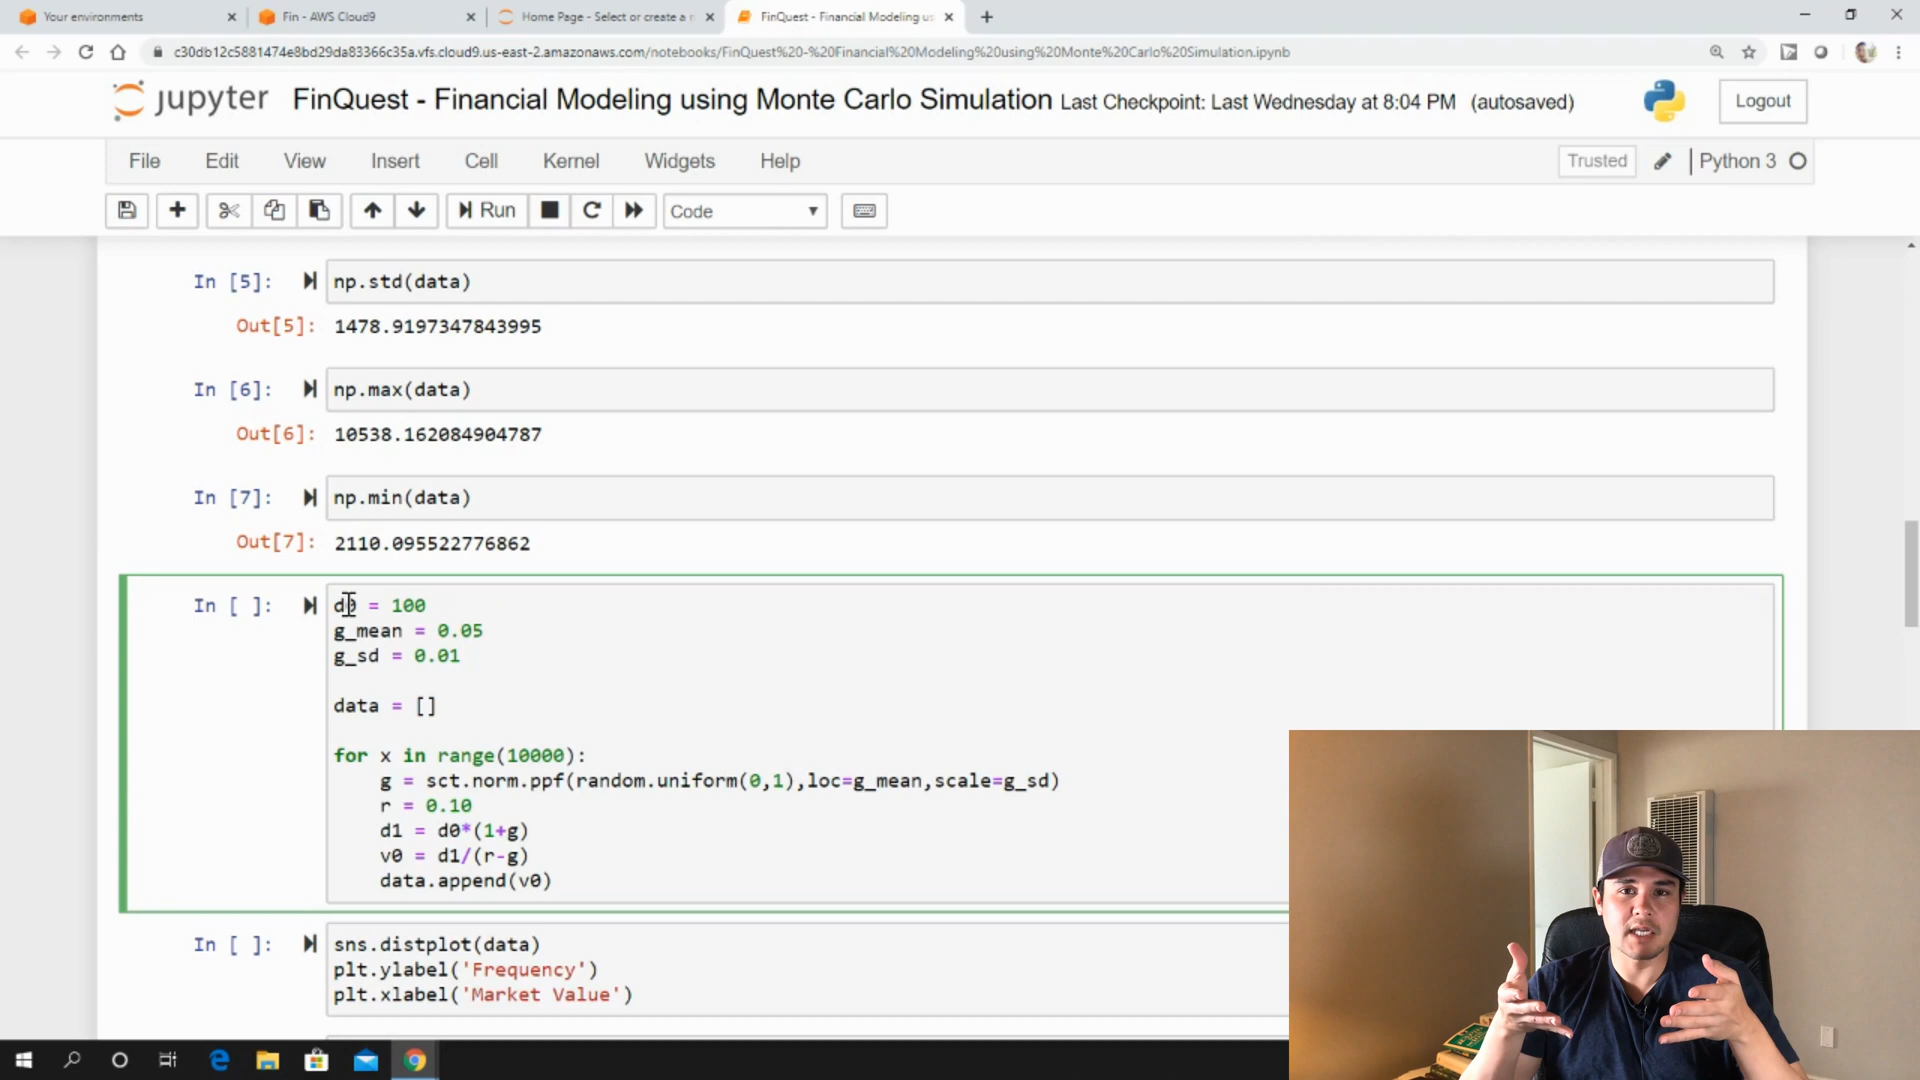 Your environments
Fin - AWS Cloud9
Home Page - Select or create a n
FinQuest - Financial Modeling us
c30db12c5881474e8bd29da83366c35a.vfs.cloud9.us-east-2.amazonaws.com/notebooks/FinQuest%20-%20Financial%20Modeling%20using%20Monte%20Carlo%20Simulation.ipynb
jupyter FinQuest - Financial Modeling using Monte Carlo Simulation Last Checkpoint: Last Wednesday at 8:04 PM (autosaved)
Logout
File Edit View Insert Cell Kernel Widgets Help
Trusted
Python 3
Run
Code
In [5]: np.std(data)
Out[5]: 1478.9197347843995
In [6]: np.max(data)
Out[6]: 10538.162084904787
In [7]: np.min(data)
Out[7]: 2110.095522776862
In [ ]: d0 = 100
g_mean = 0.05
g_sd = 0.01
data = []
for x in range(10000):
g = sct.norm.ppf(random.uniform(0,1),loc=g_mean,scale=g_sd)
r = 0.10
d1 = d0*(1+g)
v0 = d1/(r-g)
data.append(v0)
In [ ]: sns.distplot(data)
plt.ylabel('Frequency')
plt.xlabel('Market Value')